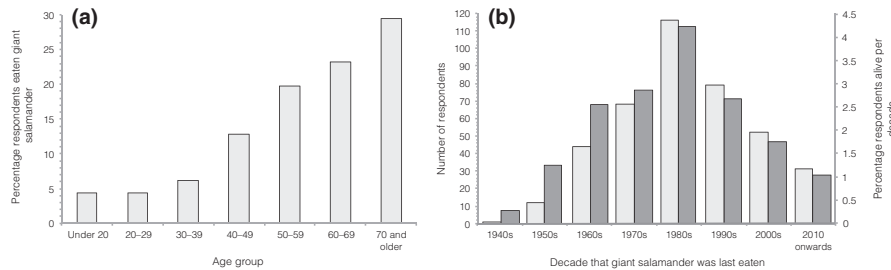 (a)
Percentage respondents eaten giant
salamander
30
25
20
15
10
5
0
Under 20 20–29 30–39 40–49 50–59 60–69 70 and
older
Age group
(b)
Number of respondents
120
110
100
90
80
70
60
50
40
30
20
10
0
4.5
4
3.5
3
2.5
2
1.5
1
0.5
0
Percentage respondents alive per
decade
1940s 1950s 1960s 1970s 1980s 1990s 2000s 2010
onwards
Decade that giant salamander was last eaten